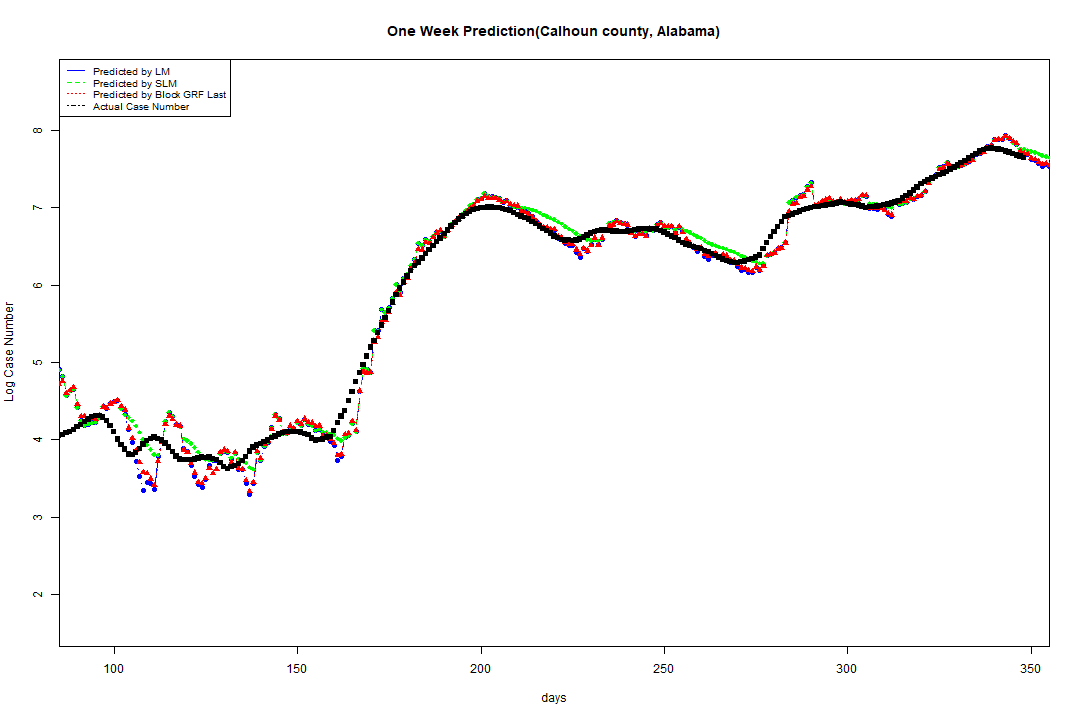 One Week Prediction(Calhoun county, Alabama)
Predicted by LM
Predicted by SLM
Predicted by Block GRF Last
Actual Case Number
Log Case Number
8
7
6
5
4
3
2
100 150 200 250 300 350
days